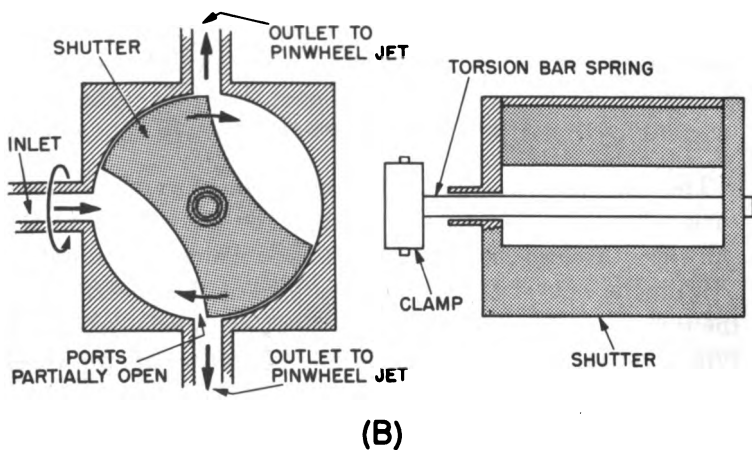 OUTLET TO
PINWHEEL JET
SHUTTER
INLET
PORTS
PARTIALLY OPEN
OUTLET TO
PINWHEEL JET
TORSION BAR SPRING
CLAMP
SHUTTER
(B)